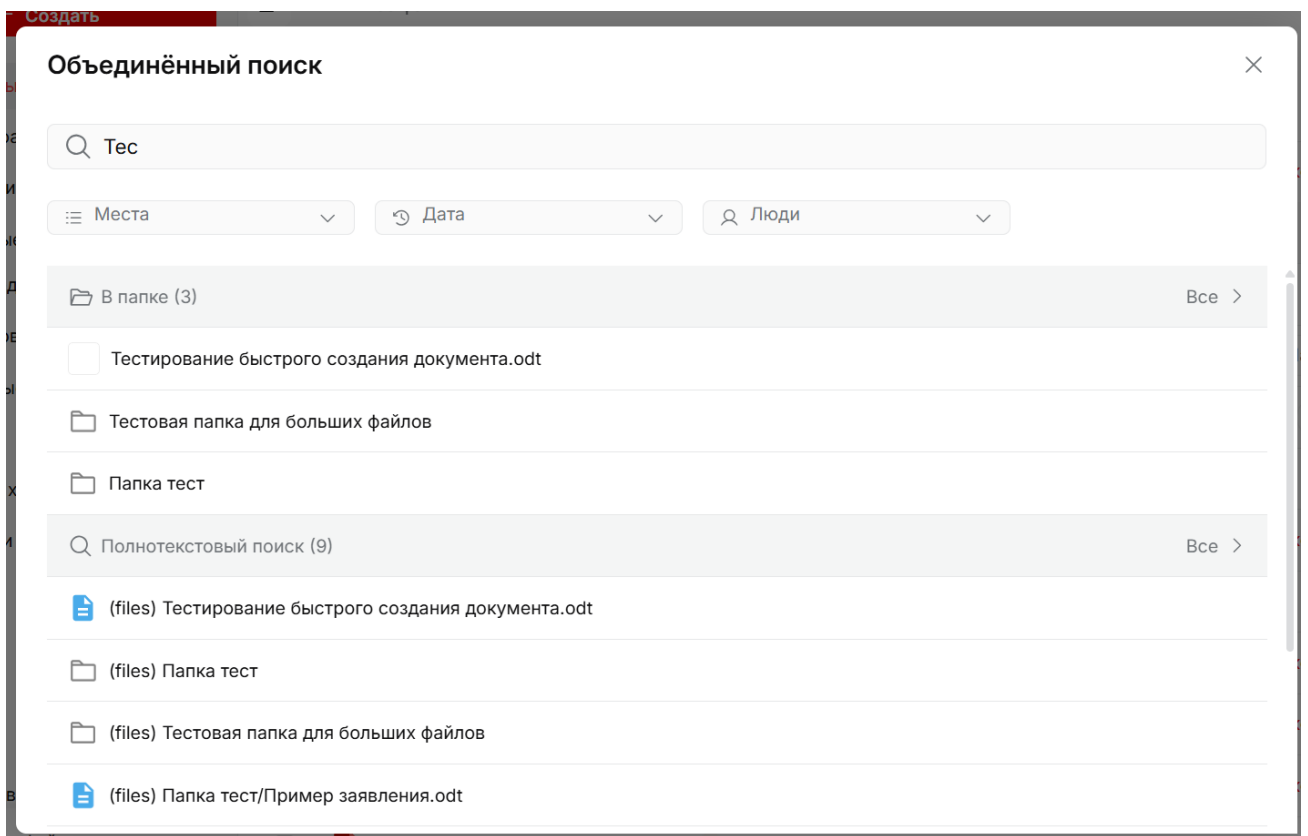 Создать
Объединённый поиск
Тес
Места
Дата
Люди
В папке (3)
Все
Тестирование быстрого создания документа.odt
Тестовая папка для больших файлов
Папка тест
Полнотекстовый поиск (9)
Все
(files) Тестирование быстрого создания документа.odt
(files) Папка тест
(files) Тестовая папка для больших файлов
(files) Папка тест/Пример заявления.odt